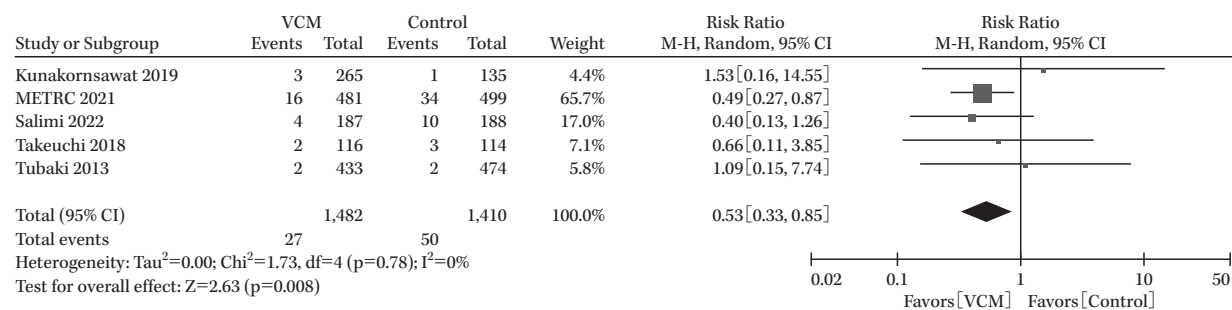 VCM Control Risk Ratio Risk Ratio
Study or Subgroup Events Total Events Total Weight M-H, Random, 95% CI M-H, Random, 95% CI
Kunakornsawat 2019 3 265 1 135 4.4% 1.53[0.16, 14.55]
METRC 2021 16 481 34 499 65.7% 0.49[0.27, 0.87]
Salimi 2022 4 187 10 188 17.0% 0.40[0.13, 1.26]
Takeuchi 2018 2 116 3 114 7.1% 0.66[0.11, 3.85]
Tubaki 2013 2 433 2 474 5.8% 1.09[0.15, 7.74]
Total (95% CI) 1,482 1,410 100.0% 0.53[0.33, 0.85]
Total events 27 50
Heterogeneity: Tau²=0.00; Chi²=1.73, df=4 (p=0.78); I²=0%
Test for overall effect: Z=2.63 (p=0.008)
0.02 0.1 1 10 50
Favors[VCM] Favors[Control]